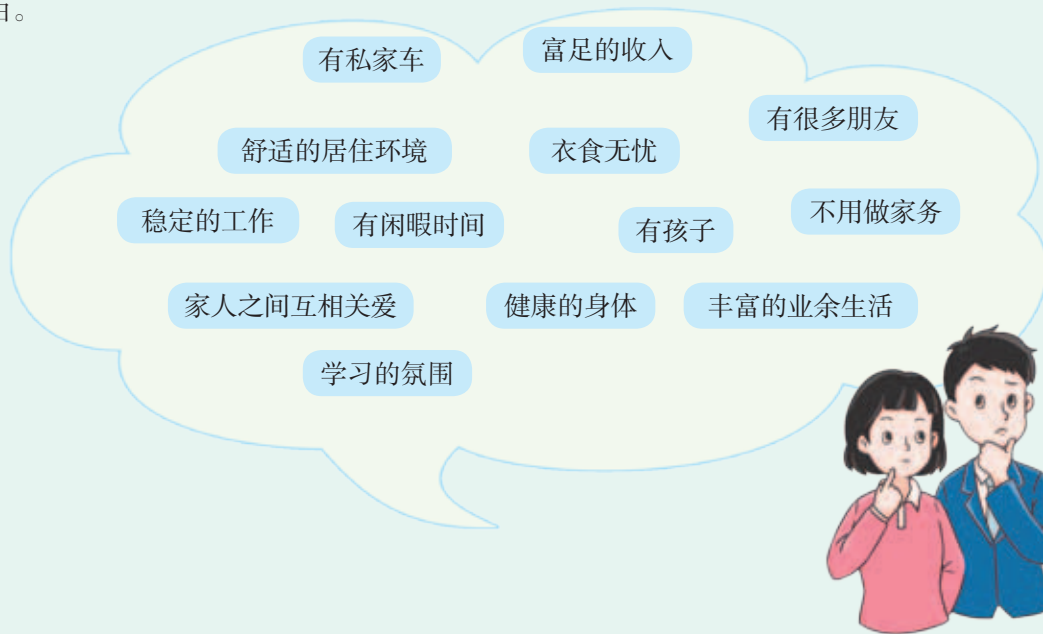 。
有私家车
富足的收入
有很多朋友
舒适的居住环境
衣食无忧
稳定的工作
有闲暇时间
有孩子
不用做家务
家人之间互相关爱
健康的身体
丰富的业余生活
学习的氛围